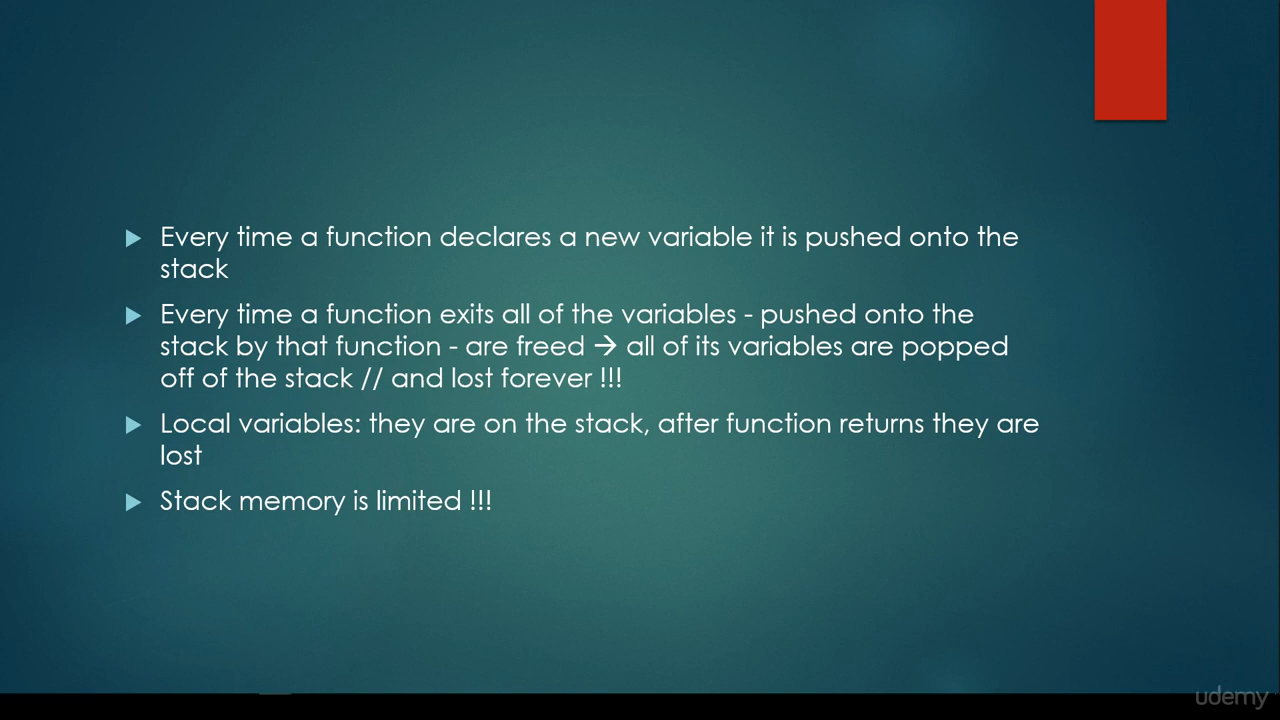 Every time a function declares a new variable it is pushed onto the
stack
Every time a function exits all of the variables - pushed onto the
stack by that function - are freed → all of its variables are popped
off of the stack // and lost forever !!!
Local variables: they are on the stack, after function returns they are
lost
Stack memory is limited !!!
udemy